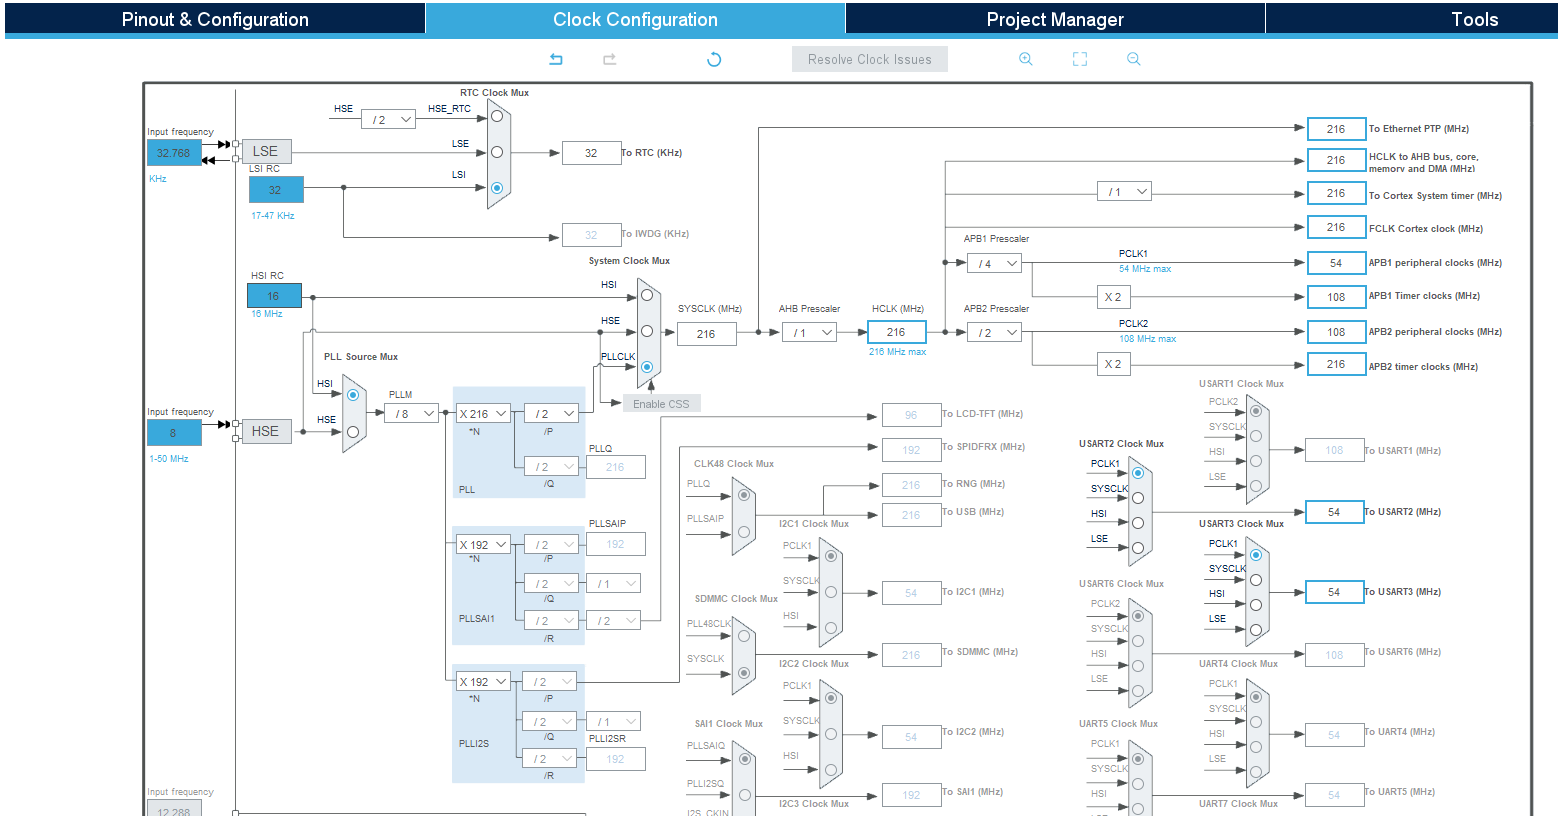 Pinout & Configuration
Clock Configuration
Project Manager
Tools
Resolve Clock Issues
RTC Clock Mux
HSE
/ 2
HSE_RTC
Input frequency
32.768
KHz
LSE
LSE
LSI RC
32
17-47 KHz
LSI
32
To RTC (KHz)
32
To IWDG (KHz)
216
To Ethernet PTP (MHz)
216
HCLK to AHB bus, core,
memory and DMA (MHz)
/ 1
216
To Cortex System timer (MHz)
216
FCLK Cortex clock (MHz)
APB1 Prescaler
/ 4
PCLK1
54 MHz max
54
APB1 peripheral clocks (MHz)
X 2
108
APB1 Timer clocks (MHz)
System Clock Mux
HSI RC
16
16 MHz
HSI
HSE
PLLCLK
SYSCLK (MHz)
216
AHB Prescaler
/ 1
HCLK (MHz)
216
216 MHz max
APB2 Prescaler
/ 2
PCLK2
108 MHz max
108
APB2 peripheral clocks (MHz)
X 2
216
APB2 timer clocks (MHz)
Enable CSS
PLL Source Mux
HSI
HSE
PLLM
/ 8
Input frequency
8
1-50 MHz
HSE
X 216
*N
/ 2
/P
PLLQ
/ 2
216
/Q
PLL
PLLSAIP
X 192
*N
/ 2
192
/P
/ 2
/ 1
/Q
/ 2
/ 2
/R
PLLSAI1
X 192
*N
/ 2
/P
/ 2
/ 1
/Q
PLLI2SR
/ 2
192
/R
PLLI2S
Input frequency
12.288
96
To LCD-TFT (MHz)
192
To SPIDFRX (MHz)
CLK48 Clock Mux
PLLQ
PLLSAIP
216
To RNG (MHz)
216
To USB (MHz)
I2C1 Clock Mux
PCLK1
SYSCLK
HSI
54
To I2C1 (MHz)
SDMMC Clock Mux
PLL48CLK
SYSCLK
216
To SDMMC (MHz)
I2C2 Clock Mux
PCLK1
SYSCLK
HSI
54
To I2C2 (MHz)
SAI1 Clock Mux
PLLSAIQ
PLLI2SQ
I2S_CKIN
192
To SAI1 (MHz)
I2C3 Clock Mux
USART1 Clock Mux
PCLK2
SYSCLK
HSI
LSE
108
To USART1 (MHz)
USART2 Clock Mux
PCLK1
SYSCLK
HSI
LSE
54
To USART2 (MHz)
USART3 Clock Mux
PCLK1
SYSCLK
HSI
LSE
54
To USART3 (MHz)
USART6 Clock Mux
PCLK2
SYSCLK
HSI
LSE
108
To USART6 (MHz)
UART4 Clock Mux
PCLK1
SYSCLK
HSI
LSE
54
To UART4 (MHz)
UART5 Clock Mux
PCLK1
SYSCLK
HSI
54
To UART5 (MHz)
UART7 Clock Mux